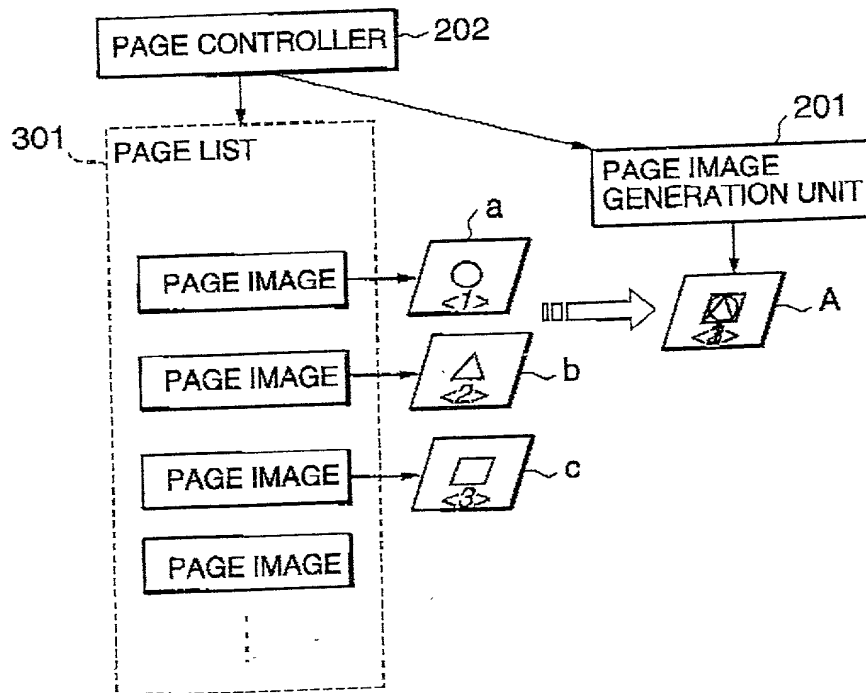 PAGE CONTROLLER
202
301
PAGE LIST
201
PAGE IMAGE
GENERATION UNIT
a
PAGE IMAGE
<1>
A
PAGE IMAGE
<2>
b
PAGE IMAGE
<3>
c
PAGE IMAGE